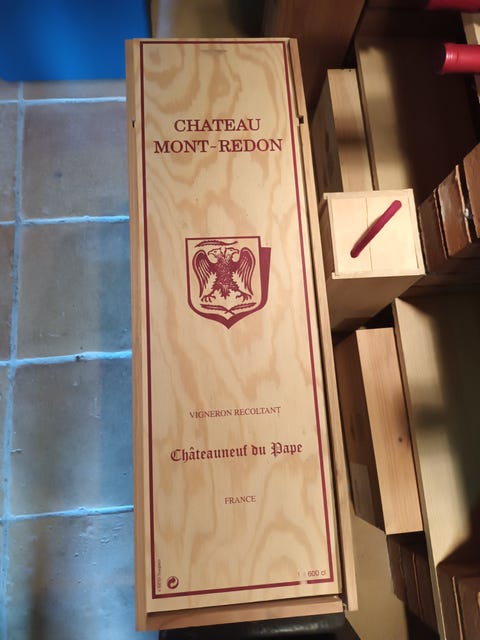 CHATEAU
MONT-REDON
VIGNERON RECOLTANT
Châteauneuf du Pape
FRANCE
600 cl